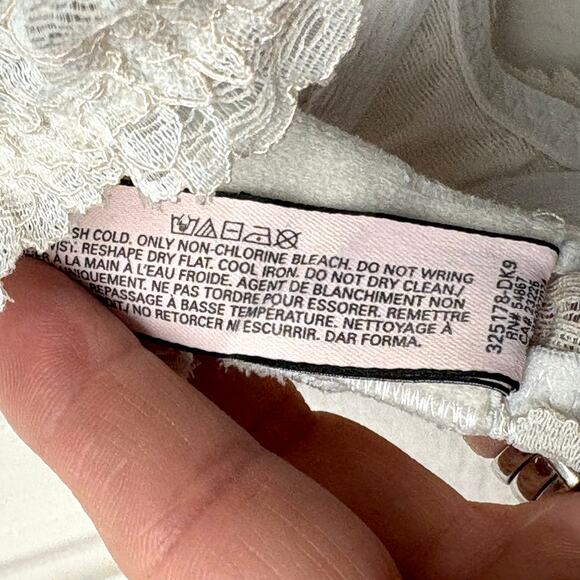 SH COLD. ONLY NON-CHLORINE BLEACH. DO NOT WRING
RESHAPE DRY FLAT. COOL IRON. DO NOT DRY CLEAN./
À LA MAIN À L'EAU FROIDE. AGENT DE BLANCHIMENT NON
UNIQUEMENT. NE PAS TORDRE POUR ESSORER. REMETTRE
REPASSAGE À BASSE TEMPÉRATURE. NETTOYAGE À
NO RETORCER NI ESCURRIR. DAR FORMA.
325178-DK9
RN# 54867
CA#